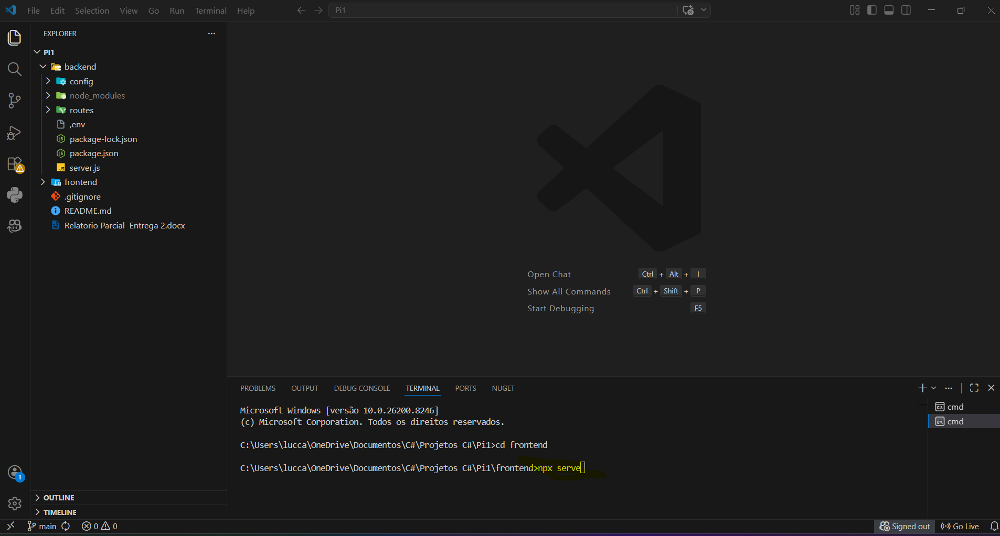 File Edit Selection View Go Run Terminal Help
Pi1
EXPLORER
PI1
backend
config
node_modules
routes
,env
package-lock.json
package.json
server.js
frontend
.gitignore
README.md
Relatorio Parcial  Entrega 2.docx
Open Chat Ctrl + Alt + I
Show All Commands Ctrl + Shift + P
Start Debugging F5
PROBLEMS OUTPUT DEBUG CONSOLE TERMINAL PORTS NUGET
Microsoft Windows [versão 10.0.26200.8246]
(c) Microsoft Corporation. Todos os direitos reservados.
C:\Users\lucca\OneDrive\Documentos\C#\Projetos C#\Pi1>cd frontend
C:\Users\lucca\OneDrive\Documentos\C#\Projetos C#\Pi1\frontend>npx serve
cmd
cmd
1
OUTLINE
TIMELINE
main 0 0 Signed out Go Live